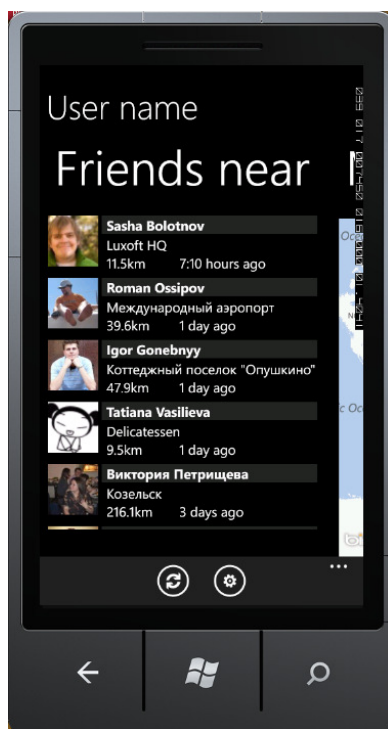 User name
Friends near
Sasha Bolotnov
Luxoft HQ
11.5km 7:10 hours ago
Roman Ossipov
Международный аэропорт
39.6km 1 day ago
Igor Gonebnyy
Коттеджный поселок "Опушкино"
47.9km 1 day ago
Tatiana Vasilieva
Delicatessen
9.5km 1 day ago
Виктория Петрищева
Козельск
216.1km 3 days ago